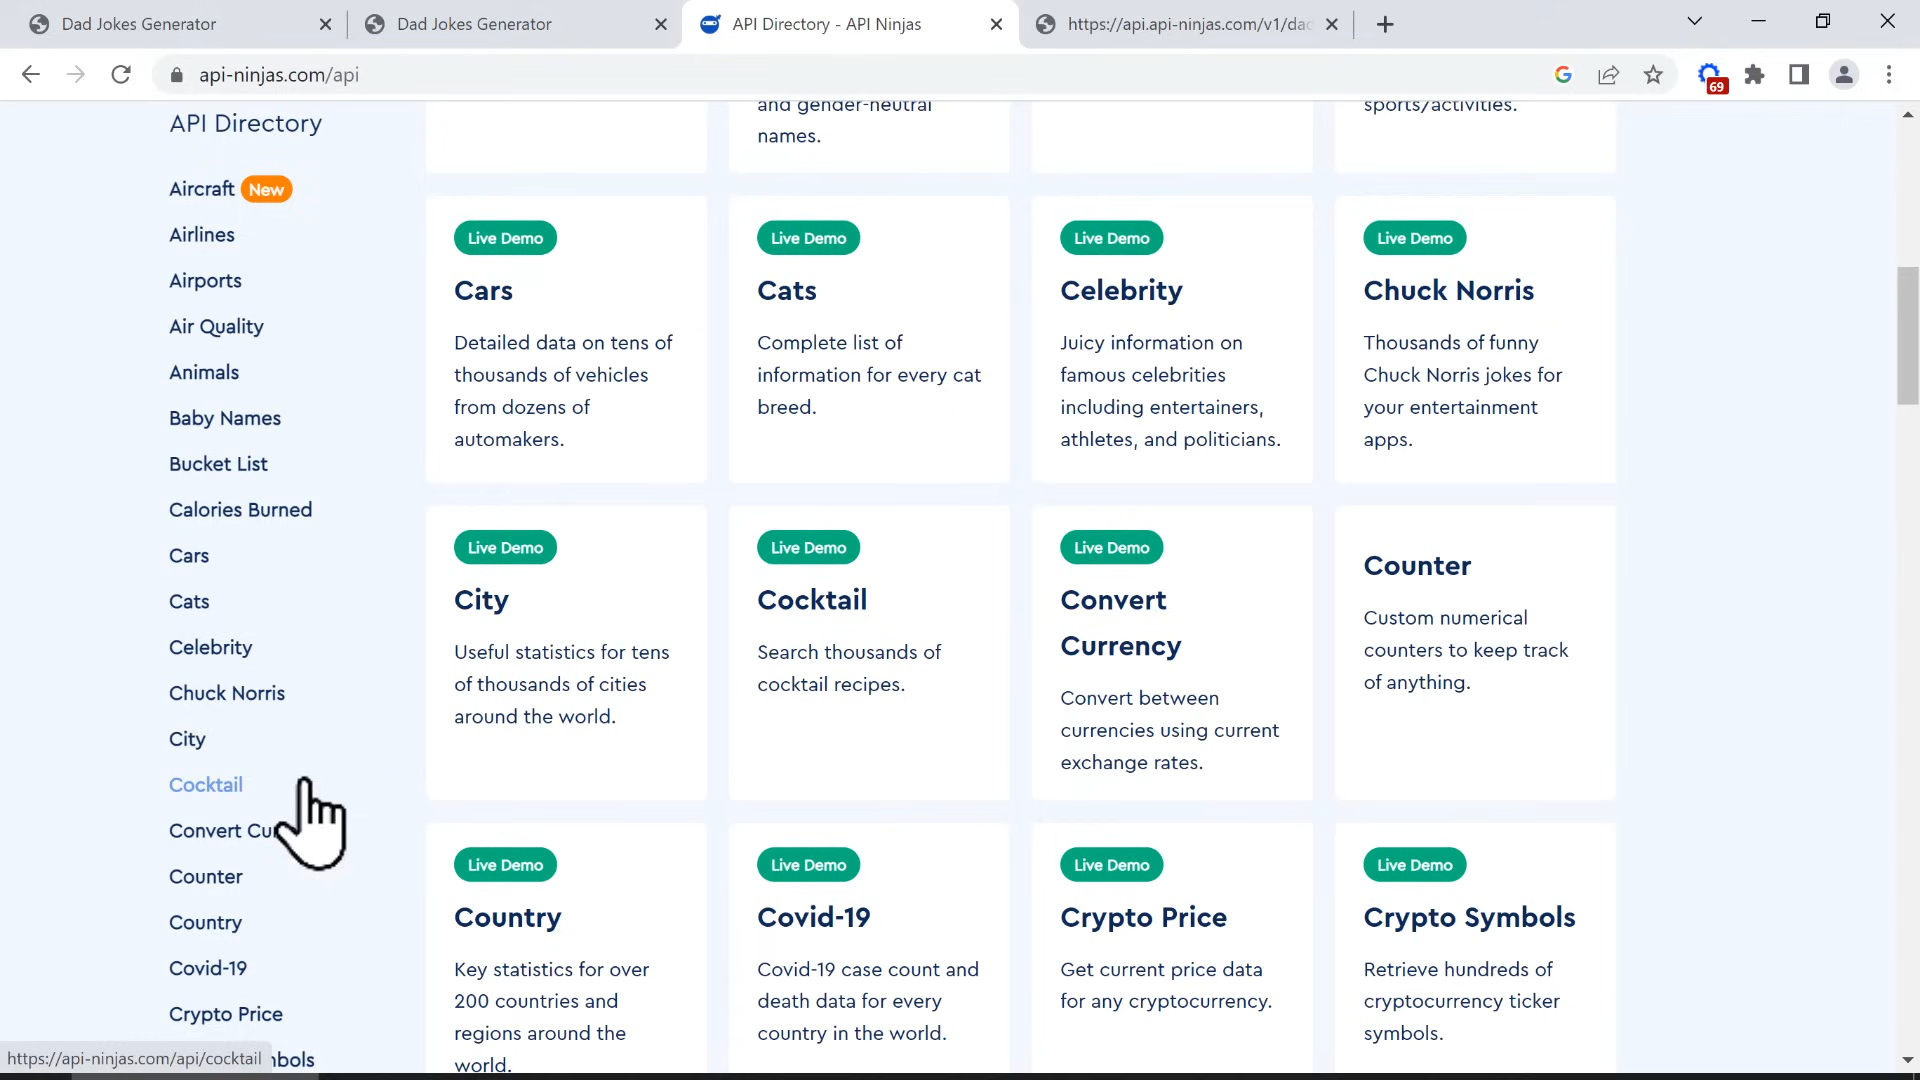 Dad Jokes Generator
Dad Jokes Generator
API Directory - API Ninjas
https://api.api-ninjas.com/v1/dad
api-ninjas.com/api
69
API Directory
Aircraft New
Airlines
Airports
Air Quality
Animals
Baby Names
Bucket List
Calories Burned
Cars
Cats
Celebrity
Chuck Norris
City
Cocktail
Convert Cu
Counter
Country
Covid-19
Crypto Price
mbols
https://api-ninjas.com/api/cocktail
and gender-neutral
names.
sports/activities.
Live Demo
Cars
Detailed data on tens of
thousands of vehicles
from dozens of
automakers.
Live Demo
Cats
Complete list of
information for every cat
breed.
Live Demo
Celebrity
Juicy information on
famous celebrities
including entertainers,
athletes, and politicians.
Live Demo
Chuck Norris
Thousands of funny
Chuck Norris jokes for
your entertainment
apps.
Live Demo
City
Useful statistics for tens
of thousands of cities
around the world.
Live Demo
Cocktail
Search thousands of
cocktail recipes.
Live Demo
Convert
Currency
Convert between
currencies using current
exchange rates.
Counter
Custom numerical
counters to keep track
of anything.
Live Demo
Country
Key statistics for over
200 countries and
regions around the
world.
Live Demo
Covid-19
Covid-19 case count and
death data for every
country in the world.
Live Demo
Crypto Price
Get current price data
for any cryptocurrency.
Live Demo
Crypto Symbols
Retrieve hundreds of
cryptocurrency ticker
symbols.